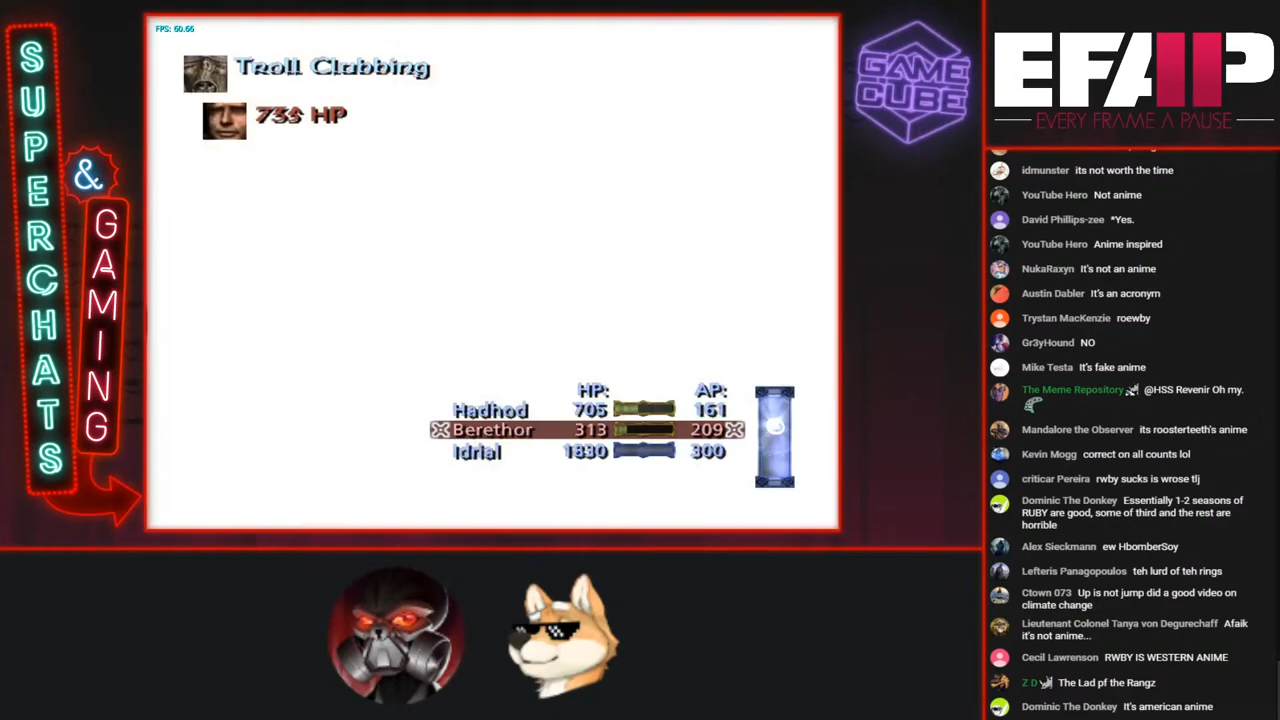 SUPERCHATS
&
GAMING
FPS: 60.66
Troll Clabbing
HP
HP: AP:
Hadhod 705 161
Berethor 313 209
Idrial 1830 300
GAME
CUBE
EFAP
EVERY FRAME A PAUSE
idmunster its not worth the time
YouTube Hero Not anime
David Phillips-zee *Yes.
YouTube Hero Anime inspired
NukaRaxyn It's not an anime
Austin Dabler It's an acronym
Trystan MacKenzie roewby
Gr3yHound NO
Mike Testa It's fake anime
The Meme Repository @HSS Revenir Oh my.
Mandalore the Observer its roosterteeth's anime
Kevin Mogg correct on all counts lol
criticar Pereira rwby sucks is wrose tlj
Dominic The Donkey Essentially 1-2 seasons of
RUBY are good, some of third and the rest are
horrible
Alex Sieckmann ew HbomberSoy
Lefteris Panagopoulos teh lurd of teh rings
Ctown 073 Up is not jump did a good video on
climate change
Lieutenant Colonel Tanya von Degurechaff Afaik
it's not anime...
Cecil Lawrenson RWBY IS WESTERN ANIME
Z D The Lad pf the Rangz
Dominic The Donkey It's american anime